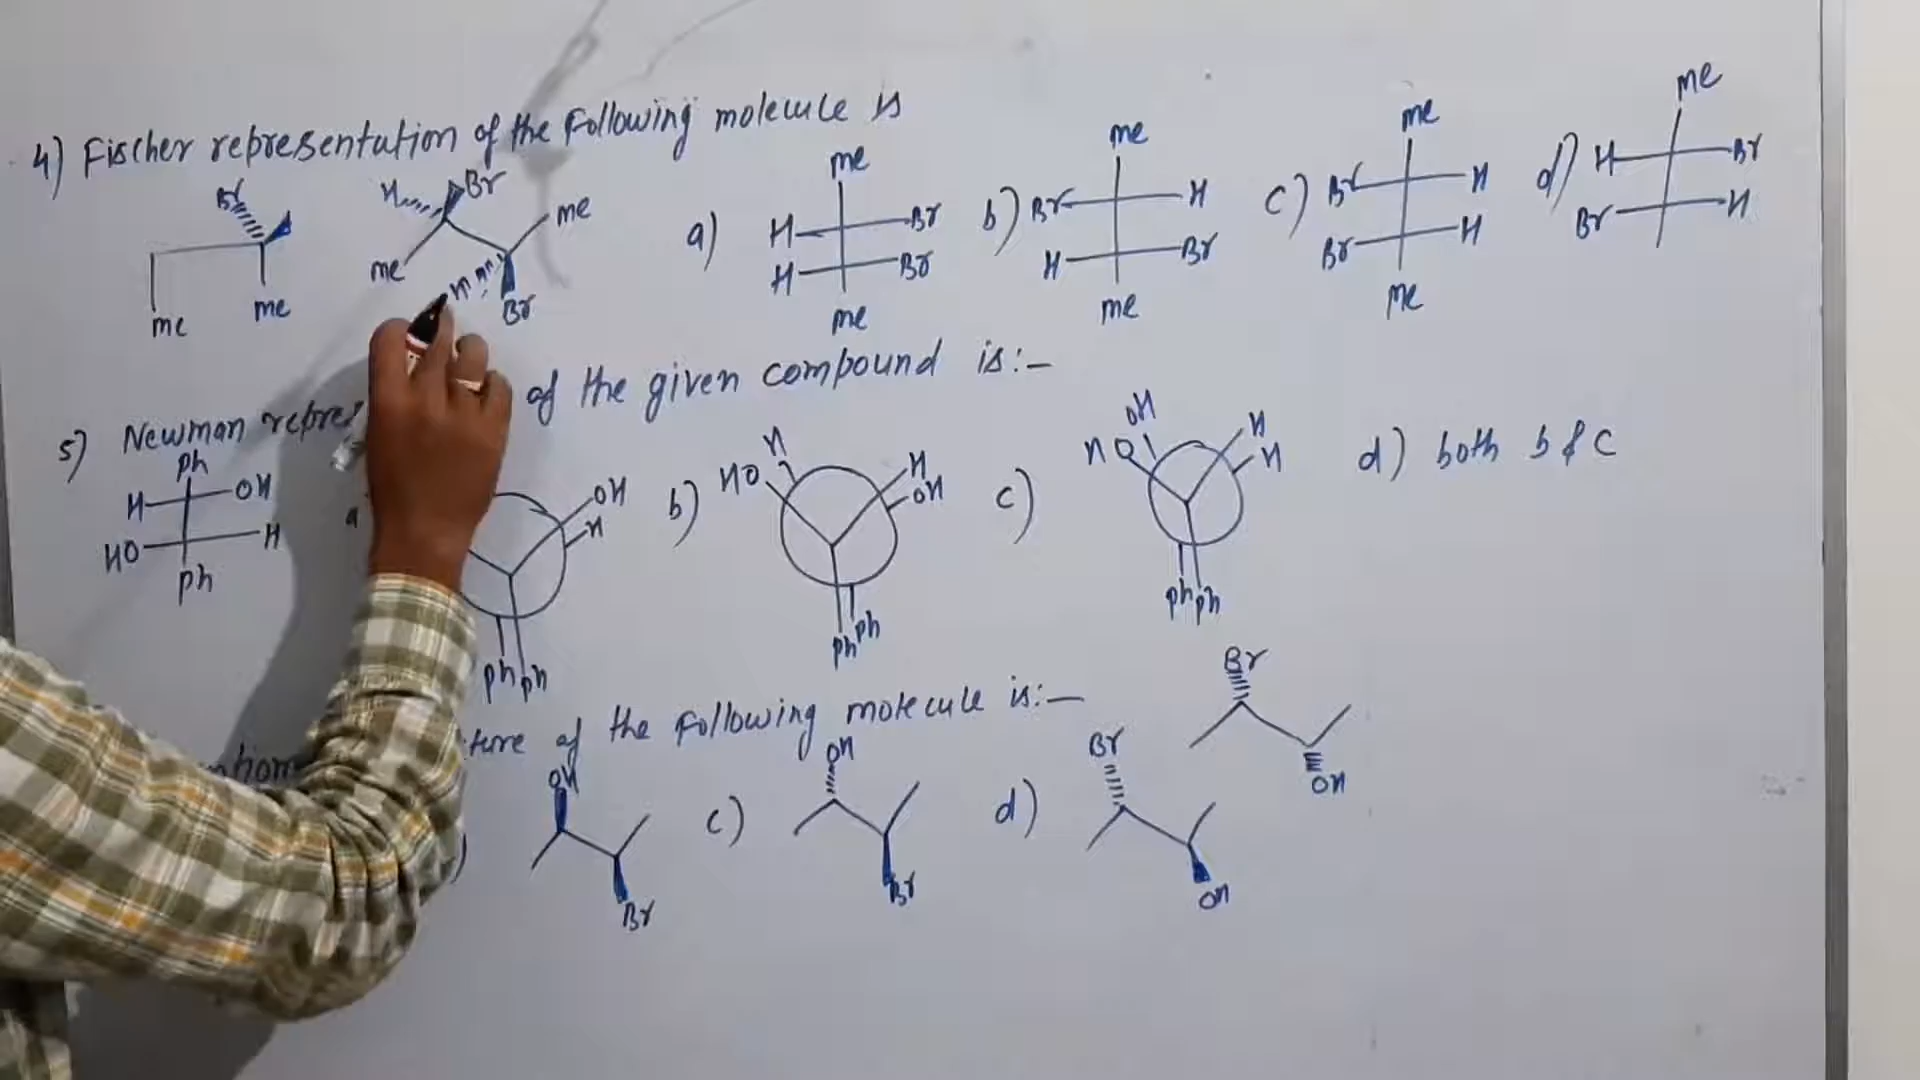 4) Fischer representation of the following molecule is
Br
Me
Me
H Br
Me
Me
H
Br
a) Me
H Br
H Br
Me
b) Me
Br H
H Br
Me
c) Me
Br H
Br H
Me
d) Me
H Br
Br H
5) Newman of the given compound is:-
Ph
H OH
HO H
Ph
a
OH
H
Ph Ph
b) HO H
H
OH
Ph Ph
c) HO OH
H
H
Ph Ph
d) both b & c
of the following molecule is:-
Br
OH
)
OH
Br
c)
OH
Br
d)
Br
OH